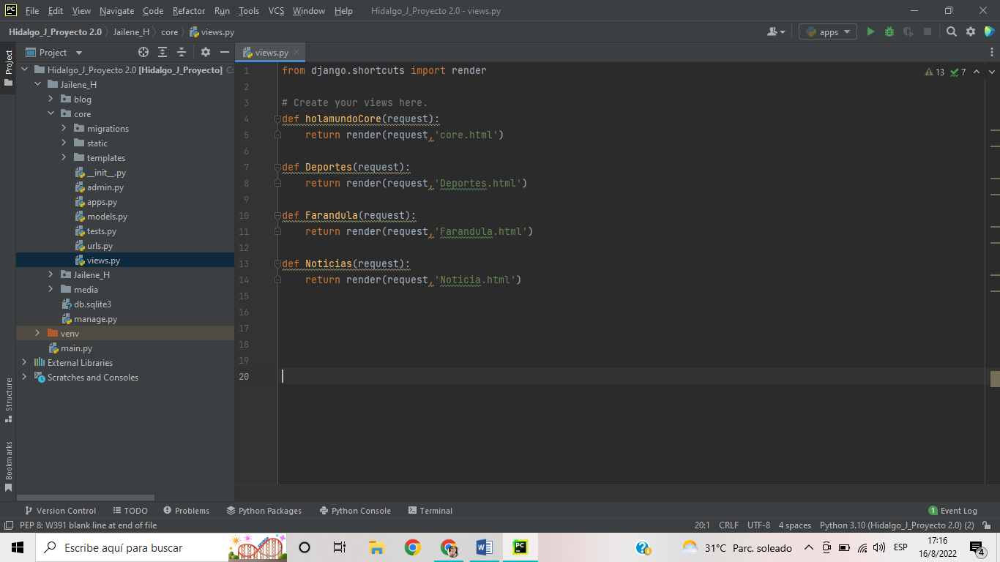 File Edit View Navigate Code Refactor Run Tools VCS Window Help Hidalgo_J_Proyecto 2.0 - views.py
Hidalgo_J_Proyecto 2.0 Jailene_H core views.py apps
Project
Project
views.py
Hidalgo_J_Proyecto 2.0 [Hidalgo_J_Proyecto] C:
Jailene_H
blog
core
migrations
static
templates
__init__.py
admin.py
apps.py
models.py
tests.py
urls.py
views.py
Jailene_H
media
db.sqlite3
manage.py
venv
main.py
External Libraries
Scratches and Consoles
Structure
Bookmarks
13 7
1 from django.shortcuts import render
2
3 # Create your views here.
4 def holamundoCore(request):
5 return render(request,'core.html')
6
7 def Deportes(request):
8 return render(request,'Deportes.html')
9
10 def Farandula(request):
11 return render(request,'Farandula.html')
12
13 def Noticias(request):
14 return render(request,'Noticia.html')
15
16
17
18
19
20
Version Control TODO Problems Python Packages Python Console Terminal 1 Event Log
PEP 8: W391 blank line at end of file 20:1 CRLF UTF-8 4 spaces Python 3.10 (Hidalgo_J_Proyecto 2.0) (2)
Escribe aquí para buscar 31°C Parc. soleado ESP 17:16
16/8/2022 4